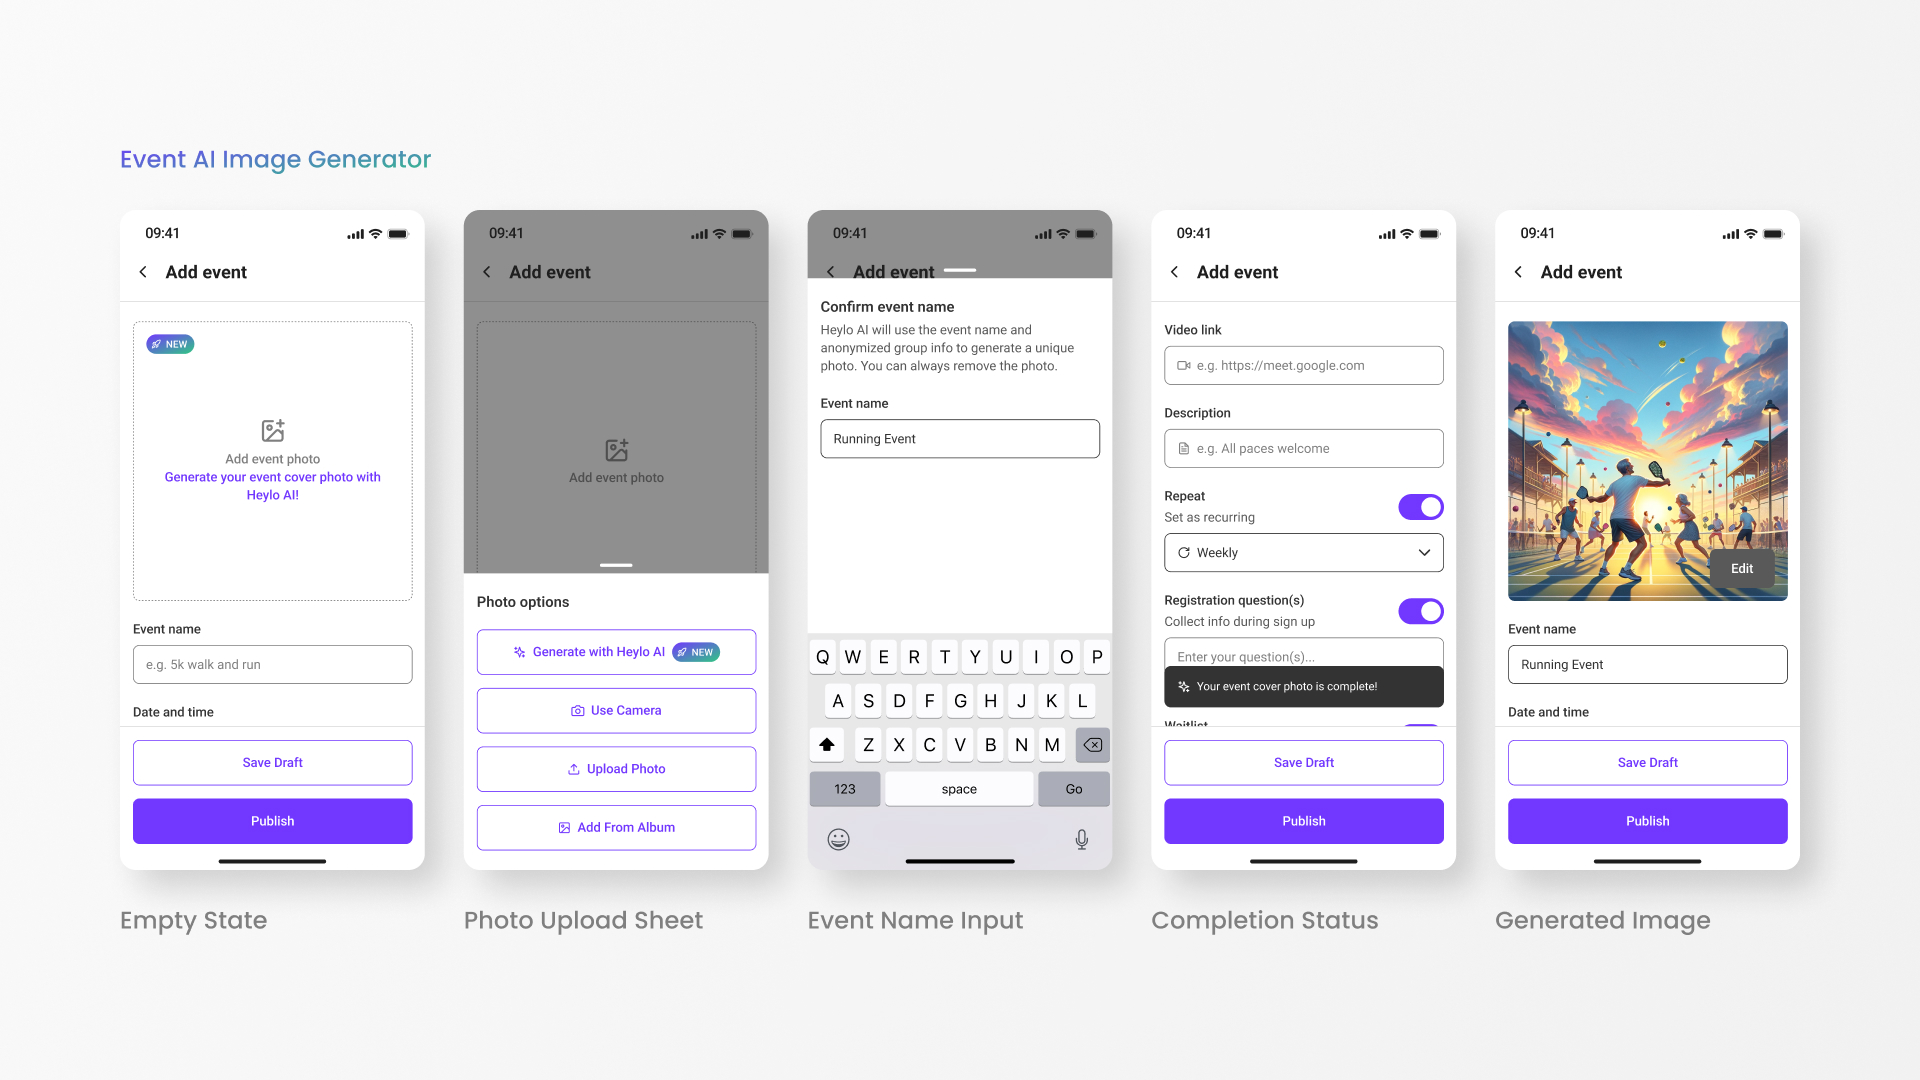 Event AI Image Generator
09:41
Add event
NEW
Add event photo
Generate your event cover photo with
Heylo AI!
Event name
e.g. 5k walk and run
Date and time
Save Draft
Publish
Empty State
09:41
Add event
Add event photo
Photo options
Generate with Heylo AI NEW
Use Camera
Upload Photo
Add From Album
Photo Upload Sheet
09:41
Add event
Confirm event name
Heylo AI will use the event name and
anonymized group info to generate a unique
photo. You can always remove the photo.
Event name
Running Event
Q W E R T Y U I O P
A S D F G H J K L
Z X C V B N M
123 space Go
Event Name Input
09:41
Add event
Video link
e.g. https://meet.google.com
Description
e.g. All paces welcome
Repeat
Set as recurring
Weekly
Registration question(s)
Collect info during sign up
Enter your question(s)...
Your event cover photo is complete!
Waitlist
Save Draft
Publish
Completion Status
09:41
Add event
Edit
Event name
Running Event
Date and time
Save Draft
Publish
Generated Image